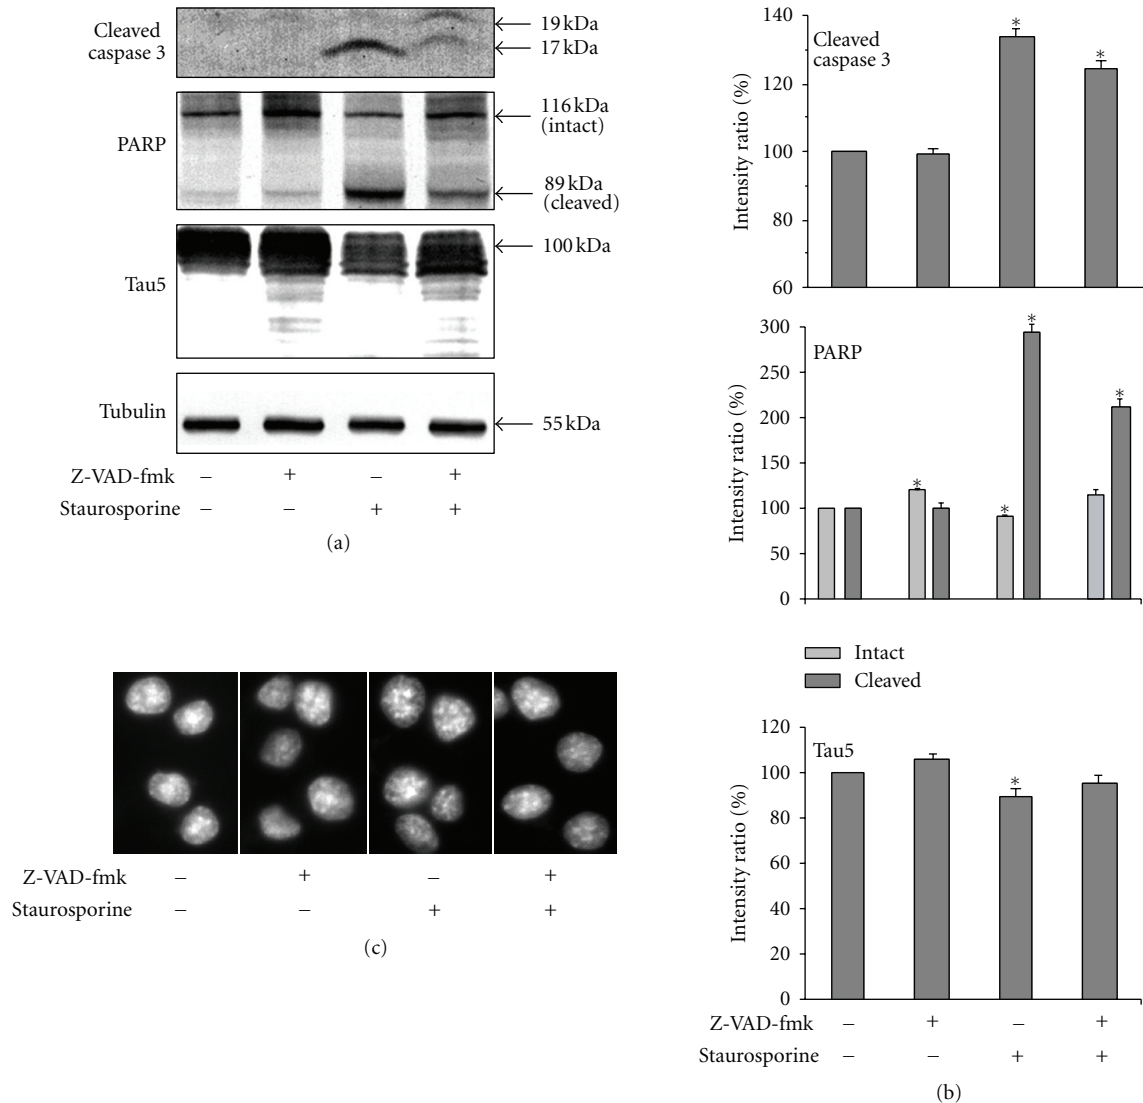 Cleaved
caspase 3
19 kDa
17 kDa
PARP
116 kDa
(intact)
89 kDa
(cleaved)
Tau5
100 kDa
Tubulin
55 kDa
Z-VAD-fmk − + − +
Staurosporine − − + +
(a)
Z-VAD-fmk − + − +
Staurosporine − − + +
(c)
140
120
100
80
60
Intensity ratio (%)
Cleaved
caspase 3
* *
300
250
200
150
100
50
0
Intensity ratio (%)
PARP
* * * *
Intact
Cleaved
120
100
80
60
40
20
0
Intensity ratio (%)
Tau5
*
Z-VAD-fmk − + − +
Staurosporine − − + +
(b)